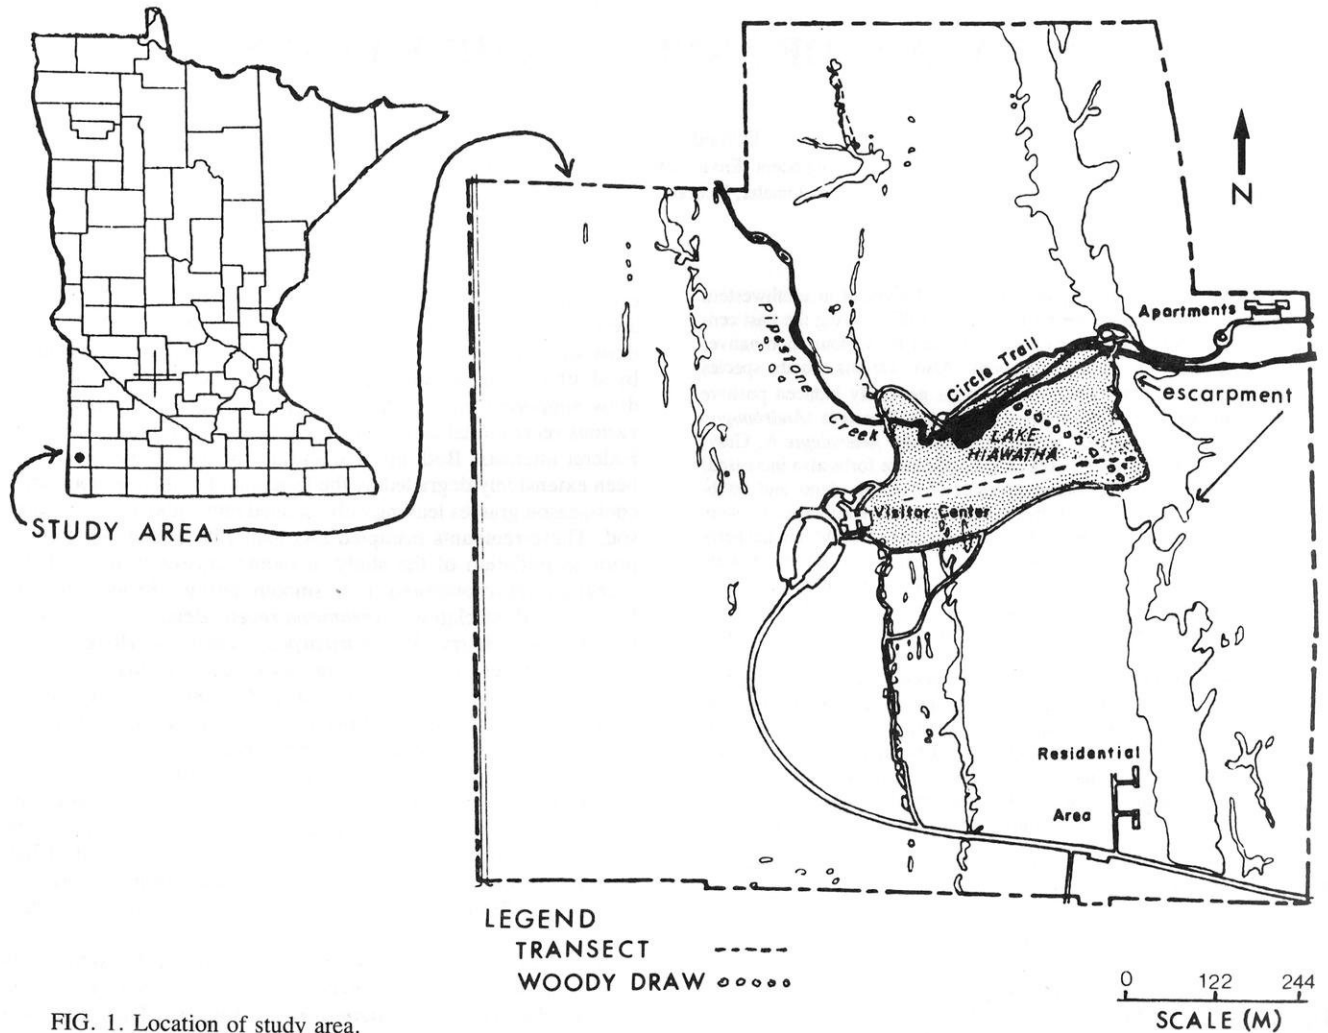 N
Apartments
Pipestone Creek
Circle Trail
escarpment
LAKE
HIAWATHA
Visitor Center
STUDY AREA
Residential
Area
LEGEND
TRANSECT
WOODY DRAW
0 122 244
SCALE (M)
FIG. 1. Location of study area.